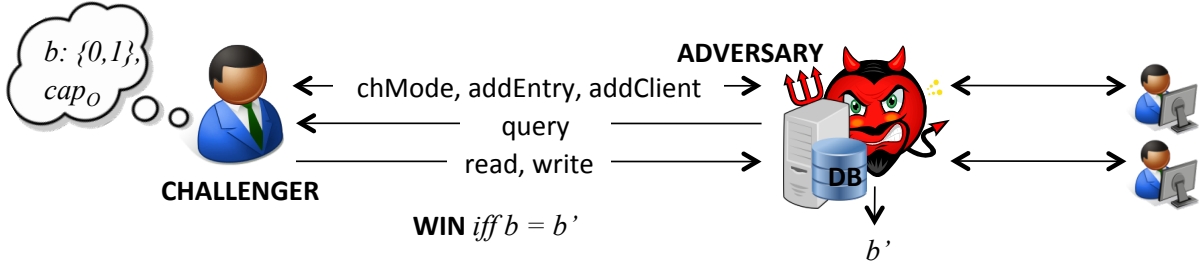 b: {0,1},
cap_O
ADVERSARY
chMode, addEntry, addClient
query
read, write
CHALLENGER
DB
WIN iff b = b’
b’